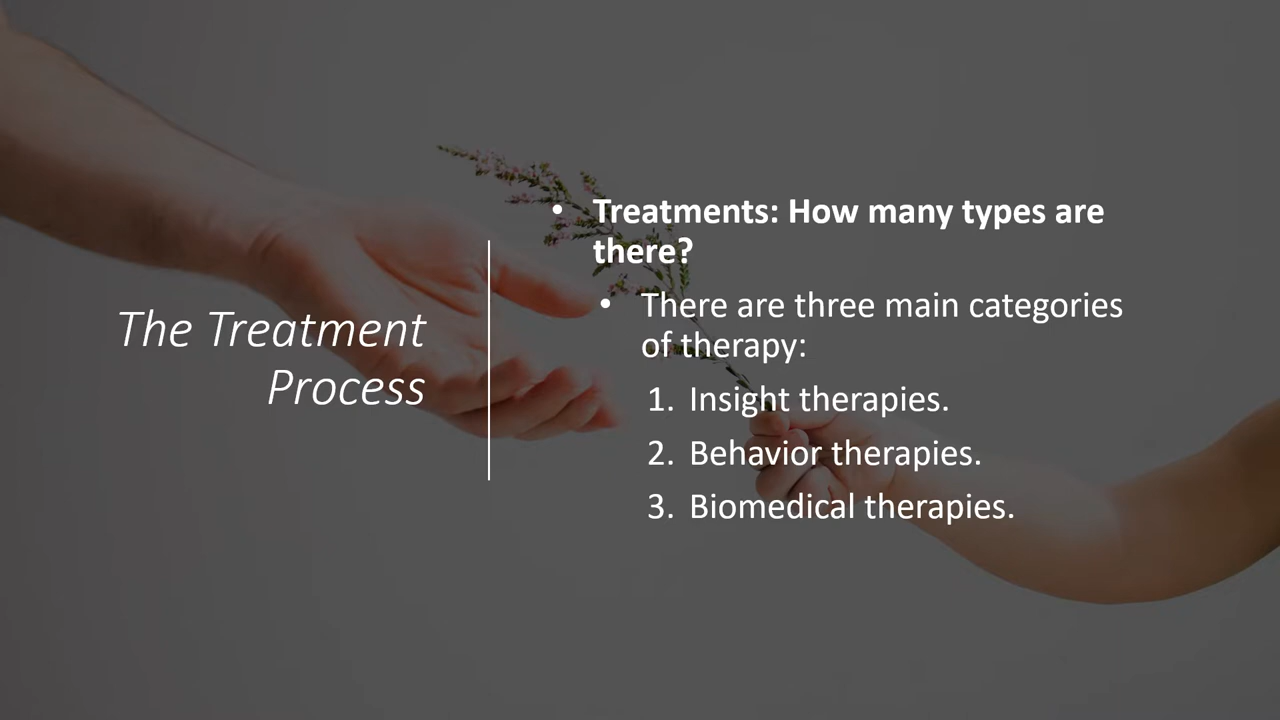 The Treatment
Process
• Treatments: How many types are
there?
• There are three main categories
of therapy:
1. Insight therapies.
2. Behavior therapies.
3. Biomedical therapies.